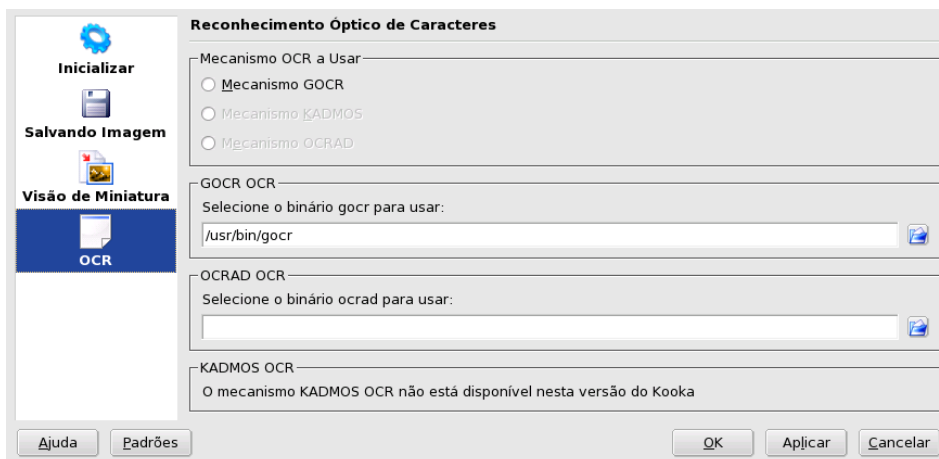 Inicializar
Salvando Imagem
Visão de Miniatura
OCR
Reconhecimento Óptico de Caracteres
Mecanismo OCR a Usar
Mecanismo GOCR
Mecanismo KADMOS
Mecanismo OCRAD
GOCR OCR
Selecione o binário gocr para usar:
/usr/bin/gocr
OCRAD OCR
Selecione o binário ocrad para usar:
KADMOS OCR
O mecanismo KADMOS OCR não está disponível nesta versão do Kooka
Ajuda Padrões OK Aplicar Cancelar